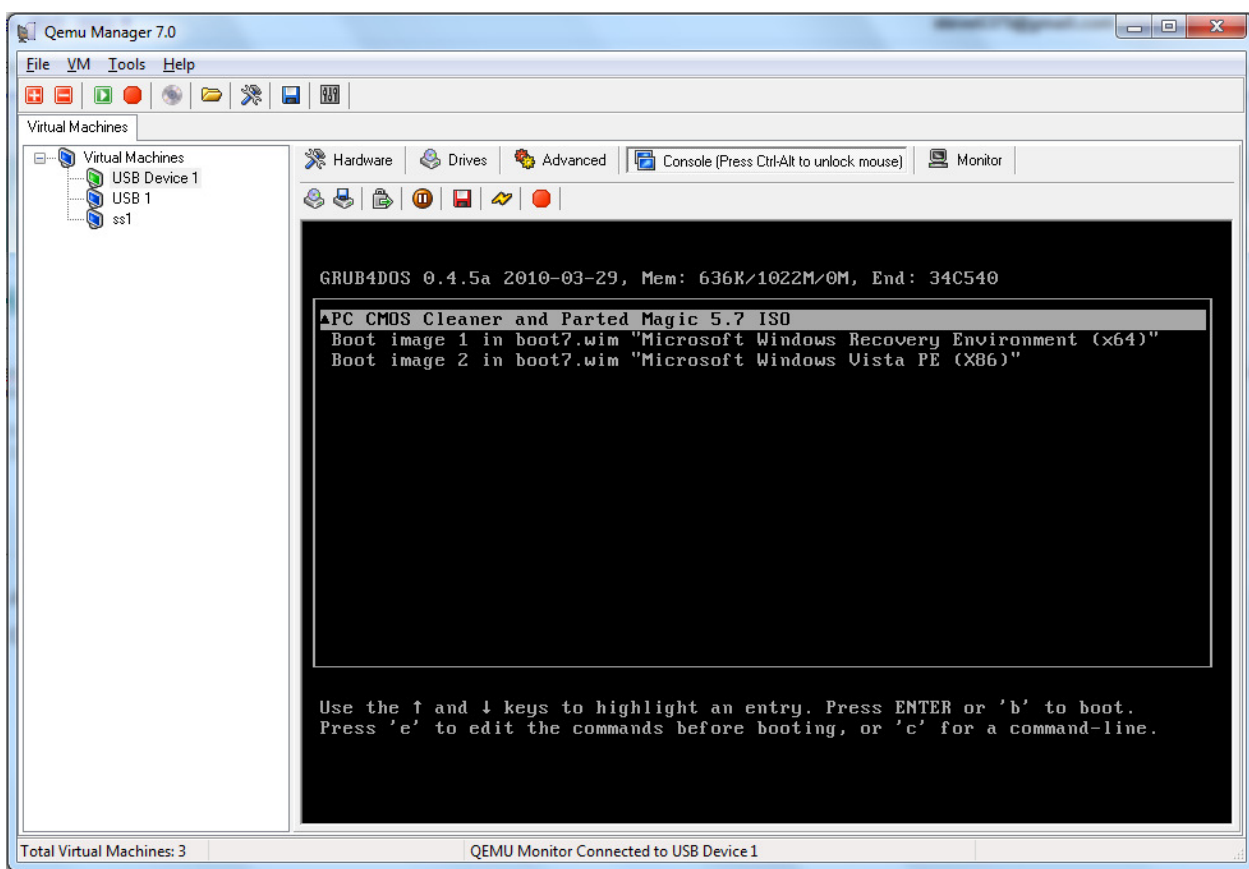 Qemu Manager 7.0
File VM Tools Help
Virtual Machines
Virtual Machines
USB Device 1
USB 1
ss1
Hardware Drives Advanced Console (Press Ctrl-Alt to unlock mouse) Monitor
GRUB4DOS 0.4.5a 2010-03-29, Mem: 636K/1022M/0M, End: 34C540
▲PC CMOS Cleaner and Parted Magic 5.7 ISO
Boot image 1 in boot7.wim "Microsoft Windows Recovery Environment (x64)"
Boot image 2 in boot7.wim "Microsoft Windows Vista PE (X86)"
Use the ↑ and ↓ keys to highlight an entry. Press ENTER or 'b' to boot.
Press 'e' to edit the commands before booting, or 'c' for a command-line.
Total Virtual Machines: 3 QEMU Monitor Connected to USB Device 1